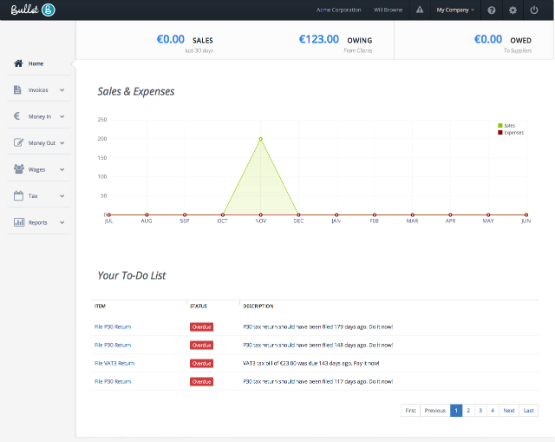 Bullet
Acme Corporation Will Browne My Company
€0.00 SALES last 30 days
€123.00 OWING From Clients
€0.00 OWED To Suppliers
Home
Invoices
Money In
Money Out
Wages
Tax
Reports
Sales & Expenses
Sales
Expenses
250
200
150
100
50
0
JUL AUG SEP OCT NOV DEC JAN FEB MAR APR MAY JUN
Your To-Do List
ITEM STATUS DESCRIPTION
File P30 Return Overdue P30 tax return should have been filed 179 days ago. Do it now!
File P30 Return Overdue P30 tax return should have been filed 148 days ago. Do it now!
File VAT3 Return Overdue VAT3 tax bill of €23.00 was due 143 days ago. Pay it now!
File P30 Return Overdue P30 tax return should have been filed 117 days ago. Do it now!
First Previous 1 2 3 4 Next Last